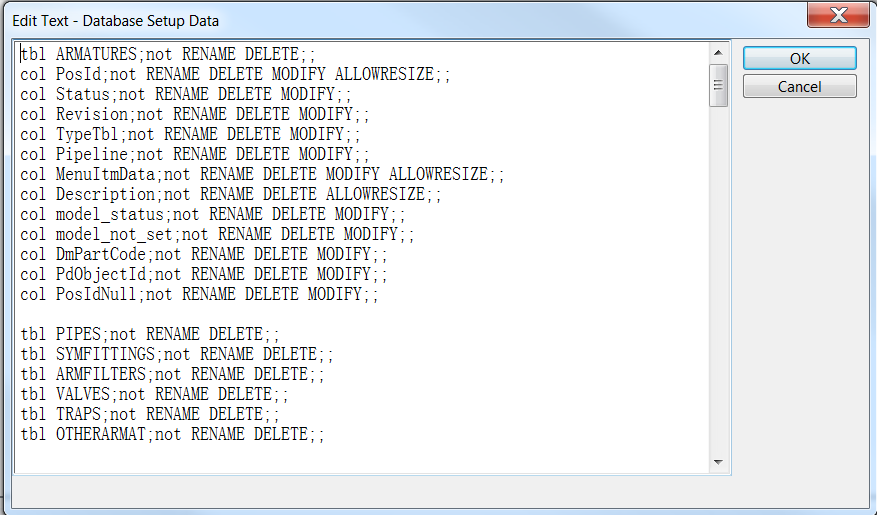 Edit Text - Database Setup Data
OK
Cancel
tbl ARMATURES;not RENAME DELETE;;
col PosId;not RENAME DELETE MODIFY ALLOWRESIZE;;
col Status;not RENAME DELETE MODIFY;;
col Revision;not RENAME DELETE MODIFY;;
col TypeTbl;not RENAME DELETE MODIFY;;
col Pipeline;not RENAME DELETE MODIFY;;
col MenuItmData;not RENAME DELETE MODIFY ALLOWRESIZE;;
col Description;not RENAME DELETE ALLOWRESIZE;;
col model_status;not RENAME DELETE MODIFY;;
col model_not_set;not RENAME DELETE MODIFY;;
col DmPartCode;not RENAME DELETE MODIFY;;
col PdObjectId;not RENAME DELETE MODIFY;;
col PosIdNull;not RENAME DELETE MODIFY;;
tbl PIPES;not RENAME DELETE;;
tbl SYMFITTINGS;not RENAME DELETE;;
tbl ARMFILTERS;not RENAME DELETE;;
tbl VALVES;not RENAME DELETE;;
tbl TRAPS;not RENAME DELETE;;
tbl OTHERARMAT;not RENAME DELETE;;